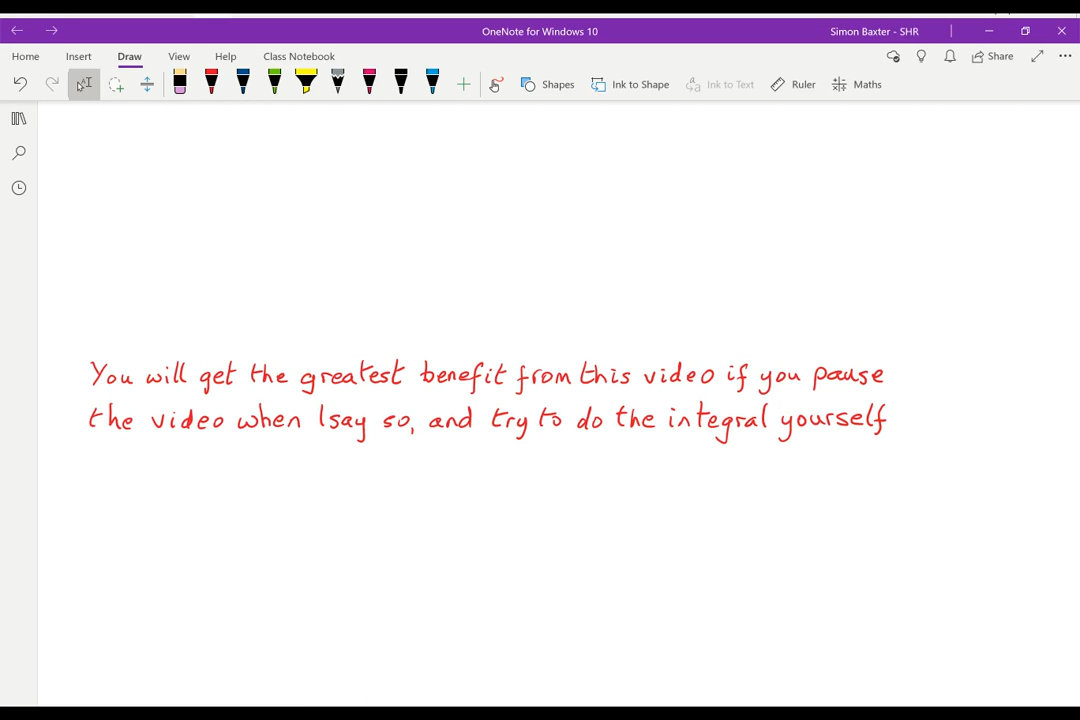 OneNote for Windows 10
Simon Baxter - SHR
Home Insert Draw View Help Class Notebook
Share
Shapes Ink to Shape Ink to Text Ruler Maths
You will get the greatest benefit from this video if you pause
the video when I say so, and try to do the integral yourself